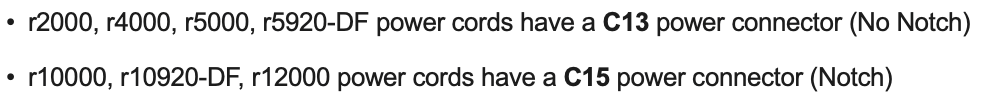 • r2000, r4000, r5000, r5920-DF power cords have a C13 power connector (No Notch)
• r10000, r10920-DF, r12000 power cords have a C15 power connector (Notch)